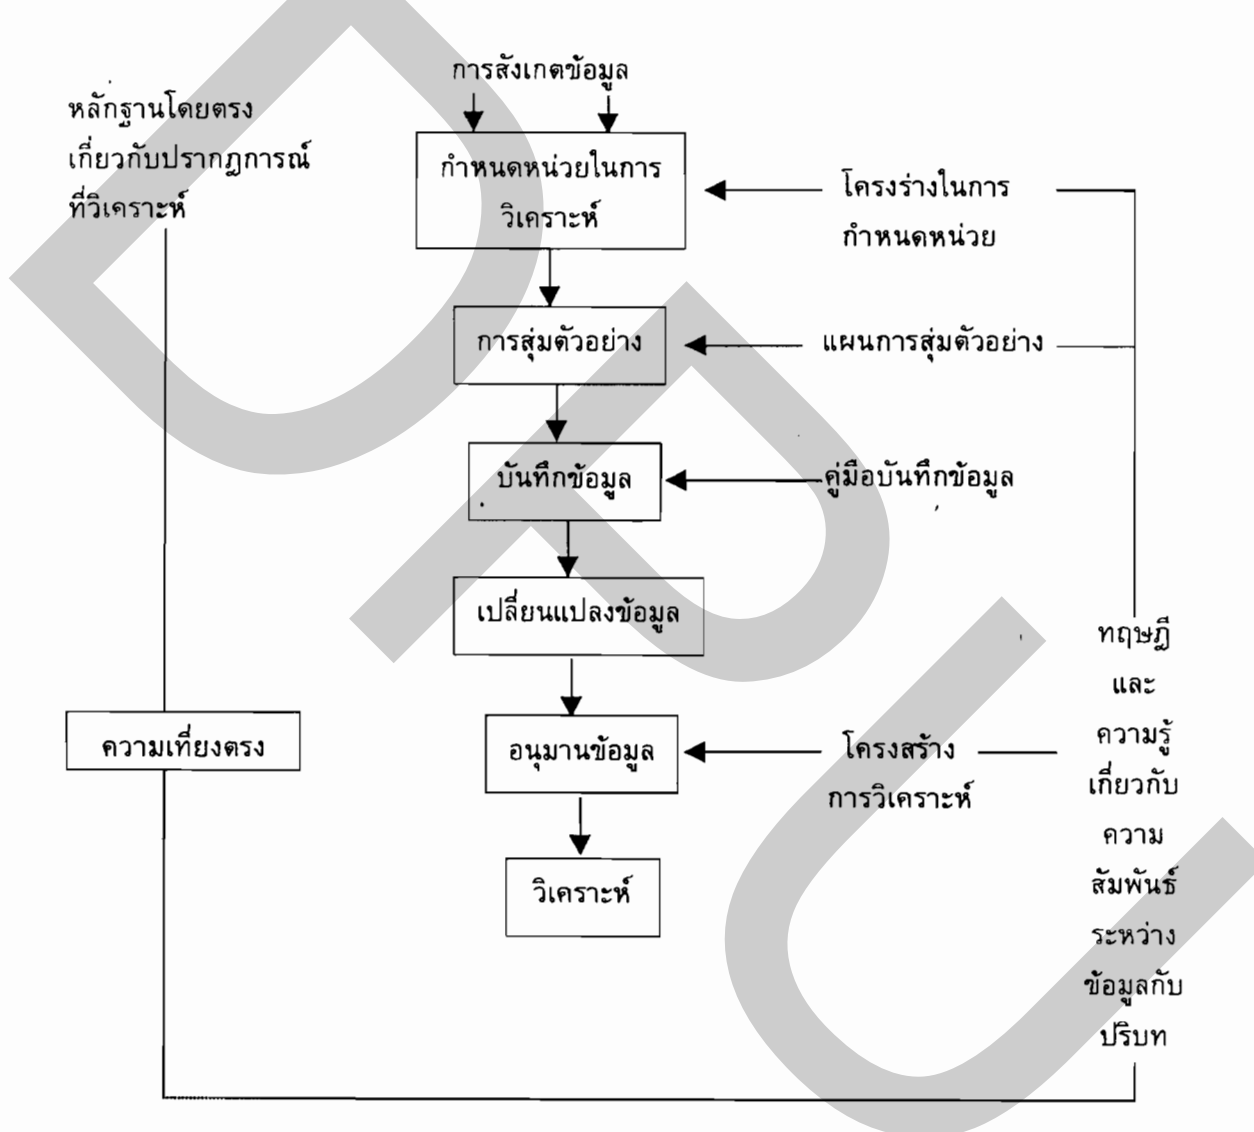 การสังเกตข้อมูล
หลักฐานโดยตรง
เกี่ยวกับปรากฏการณ์
ที่วิเคราะห์
กำหนดหน่วยในการ
วิเคราะห์
โครงร่างในการ
กำหนดหน่วย
การสุ่มตัวอย่าง
แผนการสุ่มตัวอย่าง
บันทึกข้อมูล
คู่มือบันทึกข้อมูล
เปลี่ยนแปลงข้อมูล
ความเที่ยงตรง
อนุมานข้อมูล
โครงสร้าง
การวิเคราะห์
วิเคราะห์
ทฤษฎี
และ
ความรู้
เกี่ยวกับ
ความ
สัมพันธ์
ระหว่าง
ข้อมูลกับ
ปริบท
DPU